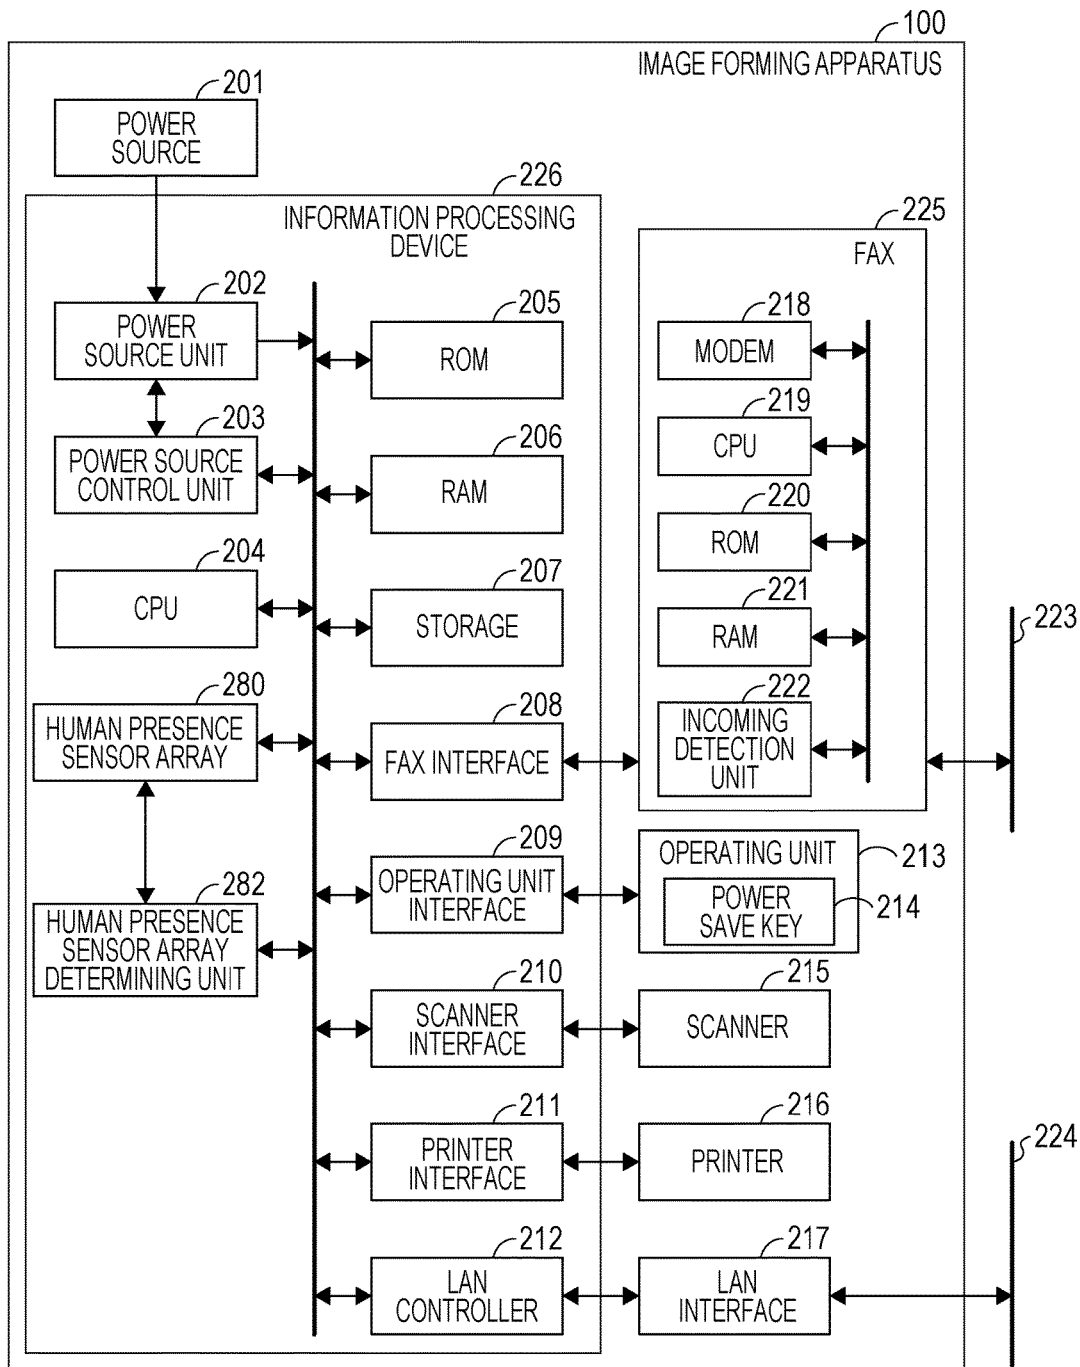 100
IMAGE FORMING APPARATUS
201
POWER
SOURCE
226
INFORMATION PROCESSING
DEVICE
225
FAX
202
POWER
SOURCE UNIT
205
ROM
218
MODEM
203
POWER SOURCE
CONTROL UNIT
206
RAM
219
CPU
220
ROM
204
CPU
207
STORAGE
221
RAM
223
280
HUMAN PRESENCE
SENSOR ARRAY
208
FAX INTERFACE
222
INCOMING
DETECTION
UNIT
209
OPERATING UNIT
INTERFACE
OPERATING UNIT
213
POWER
SAVE KEY
214
282
HUMAN PRESENCE
SENSOR ARRAY
DETERMINING UNIT
210
SCANNER
INTERFACE
215
SCANNER
211
PRINTER
INTERFACE
216
PRINTER
224
212
LAN
CONTROLLER
217
LAN
INTERFACE